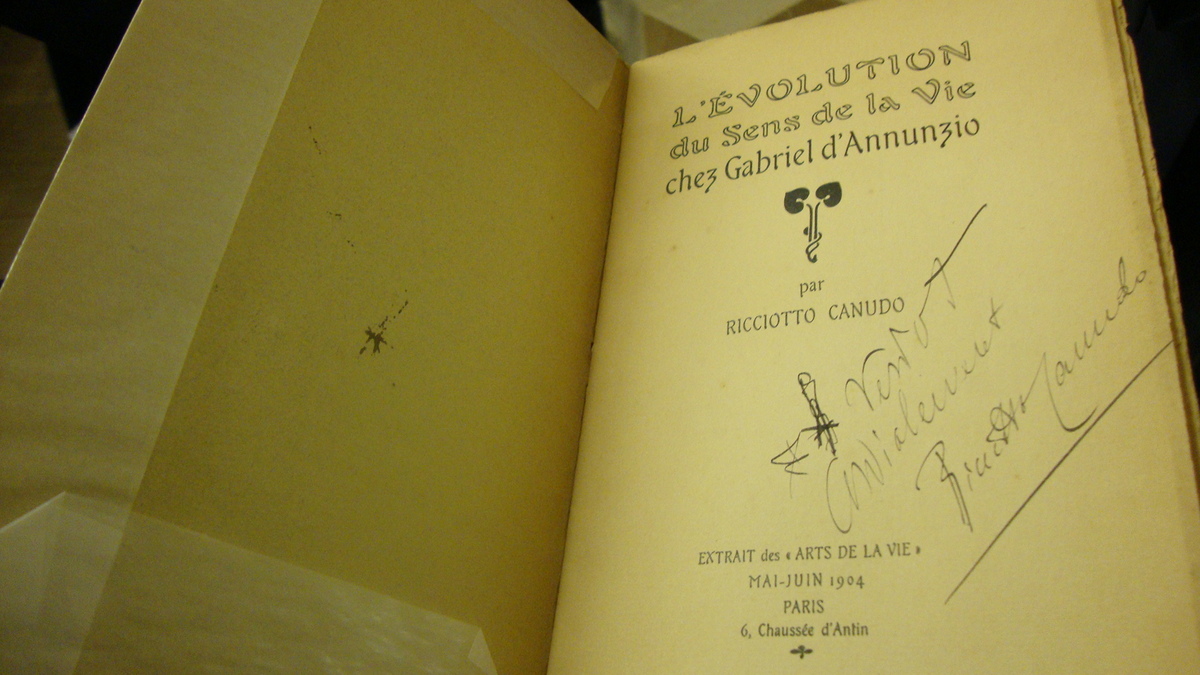 L'ÉVOLUTION
du Sens de la Vie
chez Gabriel d'Annunzio
par
RICCIOTTO CANUDO
cordialement
Ricciotto Canudo
EXTRAIT des « ARTS DE LA VIE »
MAI-JUIN 1904
PARIS
6, Chaussée d'Antin